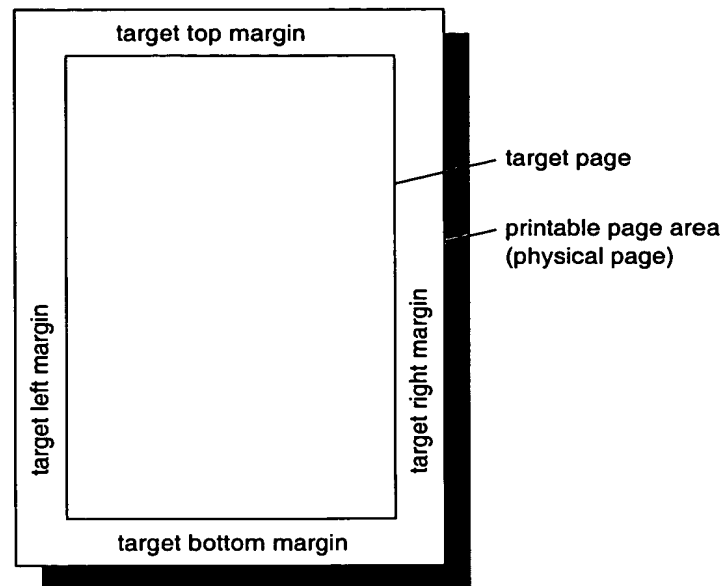 target top margin
target page
printable page area
(physical page)
target left margin
target right margin
target bottom margin